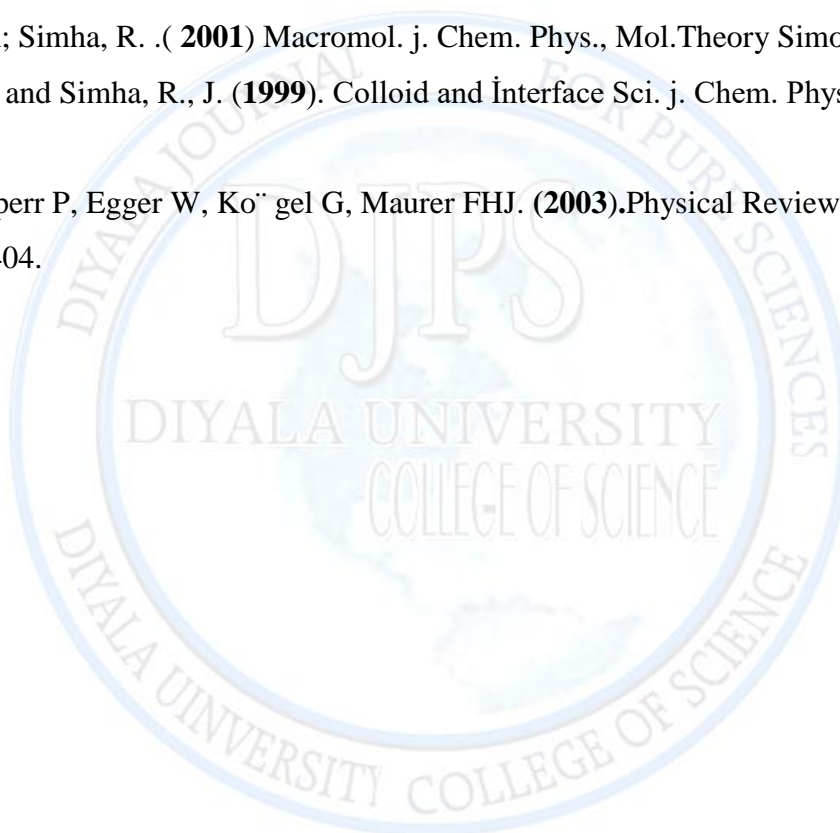 ; Simha, R. .( 2001) Macromol. j. Chem. Phys., Mol.Theory Simo
and Simha, R., J. (1999). Colloid and İnterface Sci. j. Chem. Phys
perr P, Egger W, Ko¨ gel G, Maurer FHJ. (2003).Physical Review
04.
DIYALA JOURNAL FOR PURE SCIENCES
DJPS
DIYALA UNIVERSITY
COLLEGE OF SCIENCE
DIYALA UINVERSITY COLLEGE OF SCIENCE